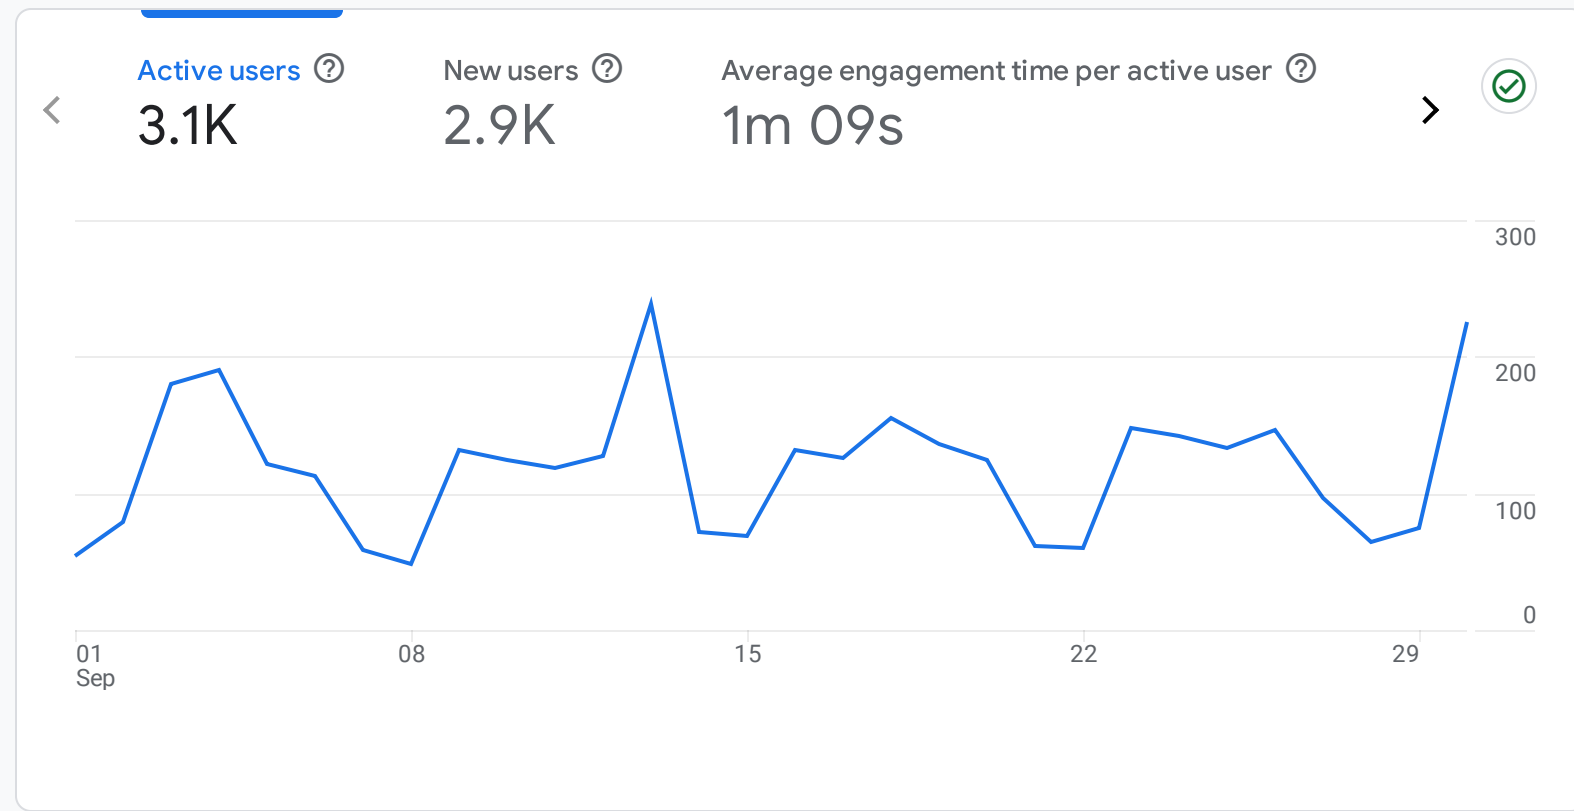 Active users
3.1K
New users
2.9K
Average engagement time per active user
1m 09s
300
200
100
0
01
Sep
08
15
22
29